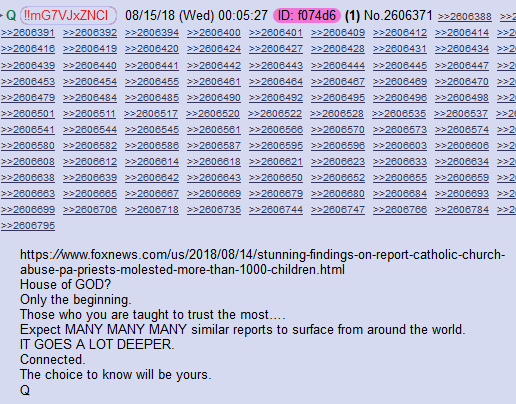 Q !!mG7VJxZNCI 08/15/18 (Wed) 00:05:27 ID: f074d6 (1) No.2606371 >>2606388
>>2606391 >>2606392 >>2606394 >>2606400 >>2606401 >>2606409 >>2606412 >>2606414
>>2606416 >>2606419 >>2606420 >>2606424 >>2606427 >>2606428 >>2606431 >>2606434
>>2606439 >>2606440 >>2606441 >>2606442 >>2606443 >>2606444 >>2606445 >>2606447
>>2606453 >>2606454 >>2606455 >>2606461 >>2606464 >>2606467 >>2606469 >>2606470
>>2606479 >>2606484 >>2606485 >>2606490 >>2606492 >>2606495 >>2606496 >>2606498
>>2606501 >>2606511 >>2606517 >>2606520 >>2606522 >>2606528 >>2606535 >>2606537
>>2606541 >>2606544 >>2606545 >>2606561 >>2606566 >>2606570 >>2606573 >>2606574
>>2606580 >>2606582 >>2606586 >>2606587 >>2606595 >>2606596 >>2606603 >>2606606
>>2606608 >>2606612 >>2606614 >>2606618 >>2606621 >>2606623 >>2606633 >>2606634
>>2606638 >>2606639 >>2606642 >>2606643 >>2606650 >>2606652 >>2606655 >>2606659
>>2606663 >>2606665 >>2606667 >>2606669 >>2606679 >>2606680 >>2606684 >>2606693
>>2606699 >>2606706 >>2606718 >>2606735 >>2606744 >>2606747 >>2606766 >>2606784
>>2606795
https://www.foxnews.com/us/2018/08/14/stunning-findings-on-report-catholic-church-
abuse-pa-priests-molested-more-than-1000-children.html
House of GOD?
Only the beginning.
Those who you are taught to trust the most….
Expect MANY MANY MANY similar reports to surface from around the world.
IT GOES A LOT DEEPER.
Connected.
The choice to know will be yours.
Q